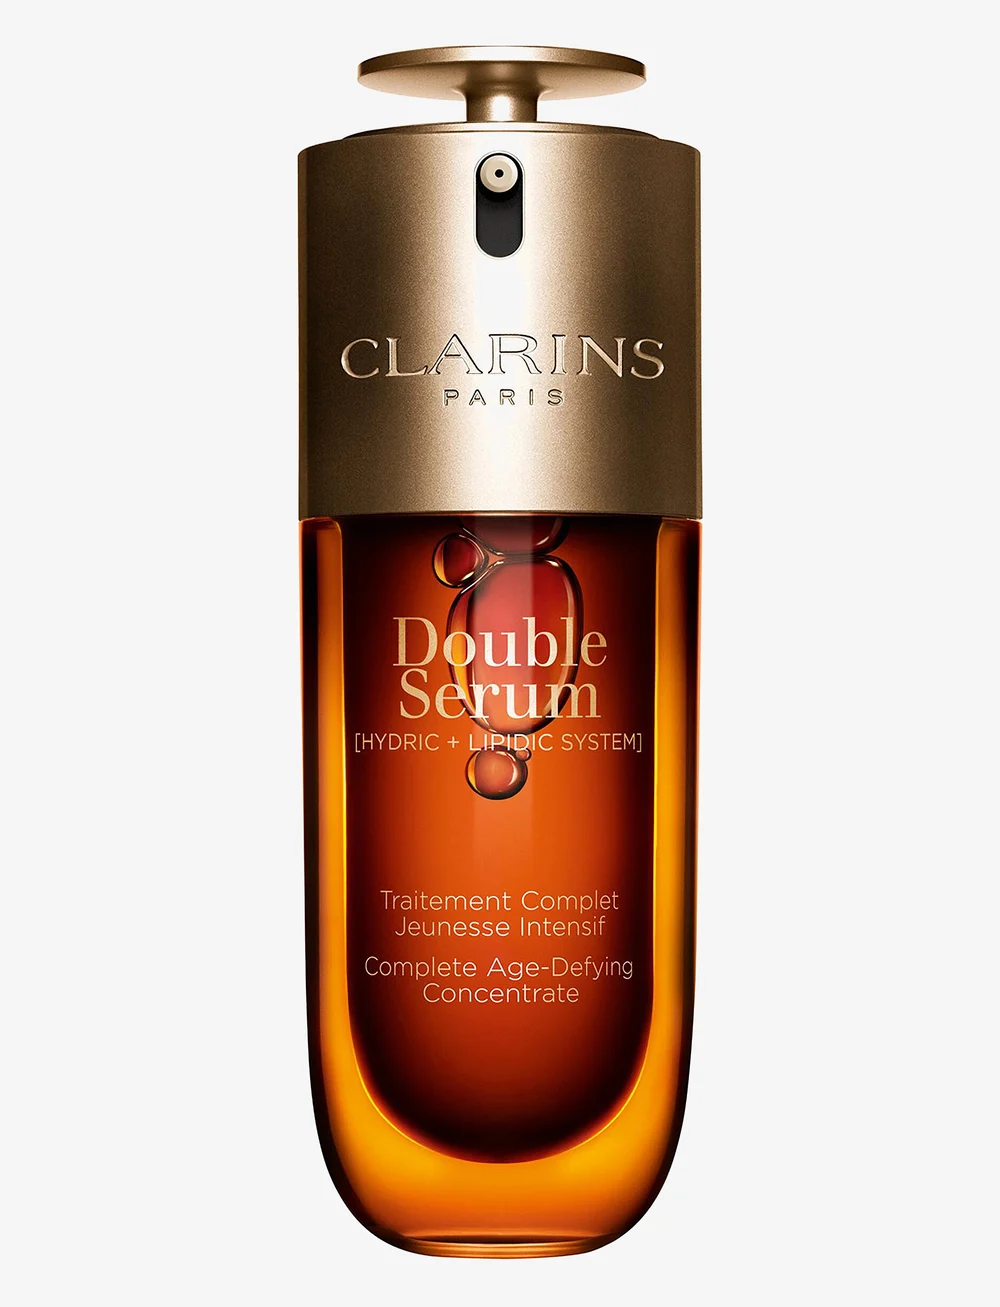 CLARINS
PARIS
Double
Serum
[HYDRIC + LIPIDIC SYSTEM]
Traitement Complet
Jeunesse Intensif
Complete Age-Defying
Concentrate